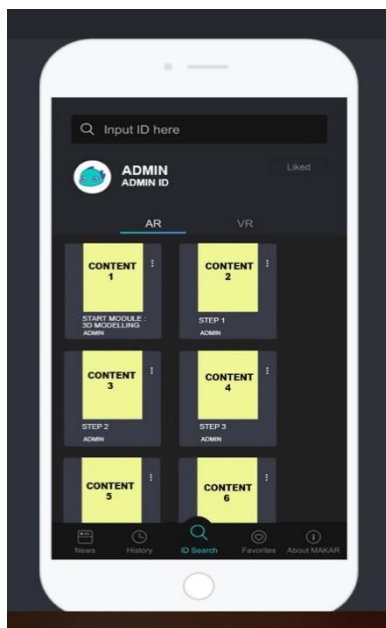 Input ID here
ADMIN
ADMIN ID
Liked
AR
VR
CONTENT
1
START MODULE :
3D MODELLING
ADMIN
CONTENT
2
STEP 1
ADMIN
CONTENT
3
STEP 2
ADMIN
CONTENT
4
STEP 3
ADMIN
CONTENT
5
CONTENT
6
News
History
ID Search
Favorites
About MAKAR